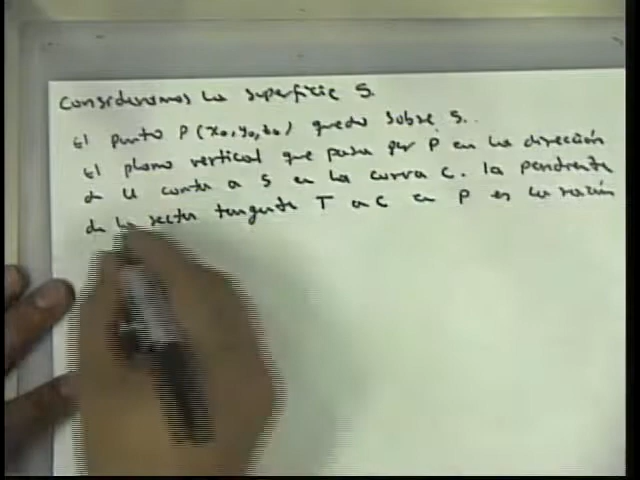 Consideramos la superficie S.
El punto P(x₀,y₀,z₀) queda sobre S.
El plano vertical que pasa por P en la dirección
de U corta a S en la curva C. La pendiente
de la recta tangente T a C en P es la razón